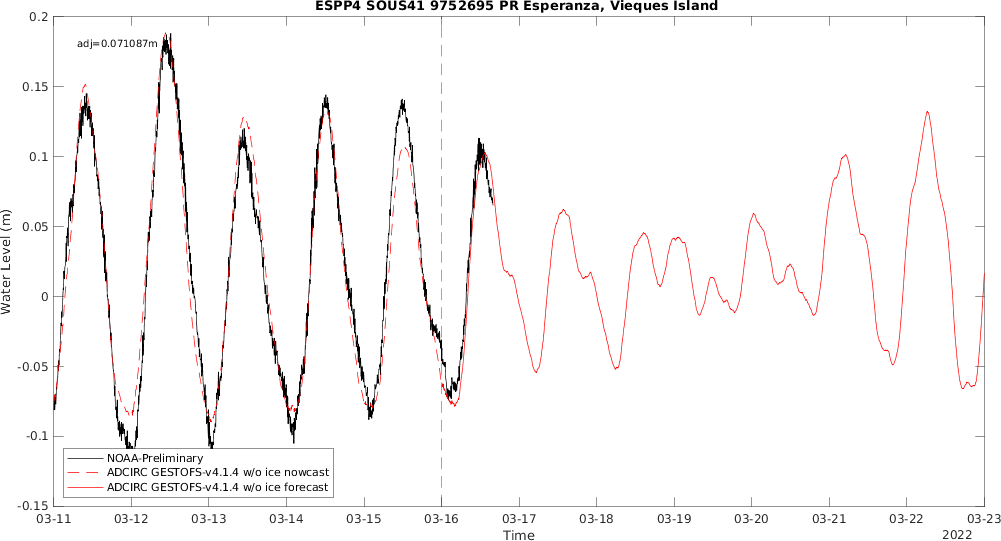 ESPP4 SOUS41 9752695 PR Esperanza, Vieques Island
0.2
adj=0.071087m
0.15
0.1
0.05
0
-0.05
-0.1
-0.15
Water Level (m)
NOAA-Preliminary
ADCIRC GESTOFS-v4.1.4 w/o ice nowcast
ADCIRC GESTOFS-v4.1.4 w/o ice forecast
03-11 03-12 03-13 03-14 03-15 03-16 03-17 03-18 03-19 03-20 03-21 03-22 03-23
Time
2022